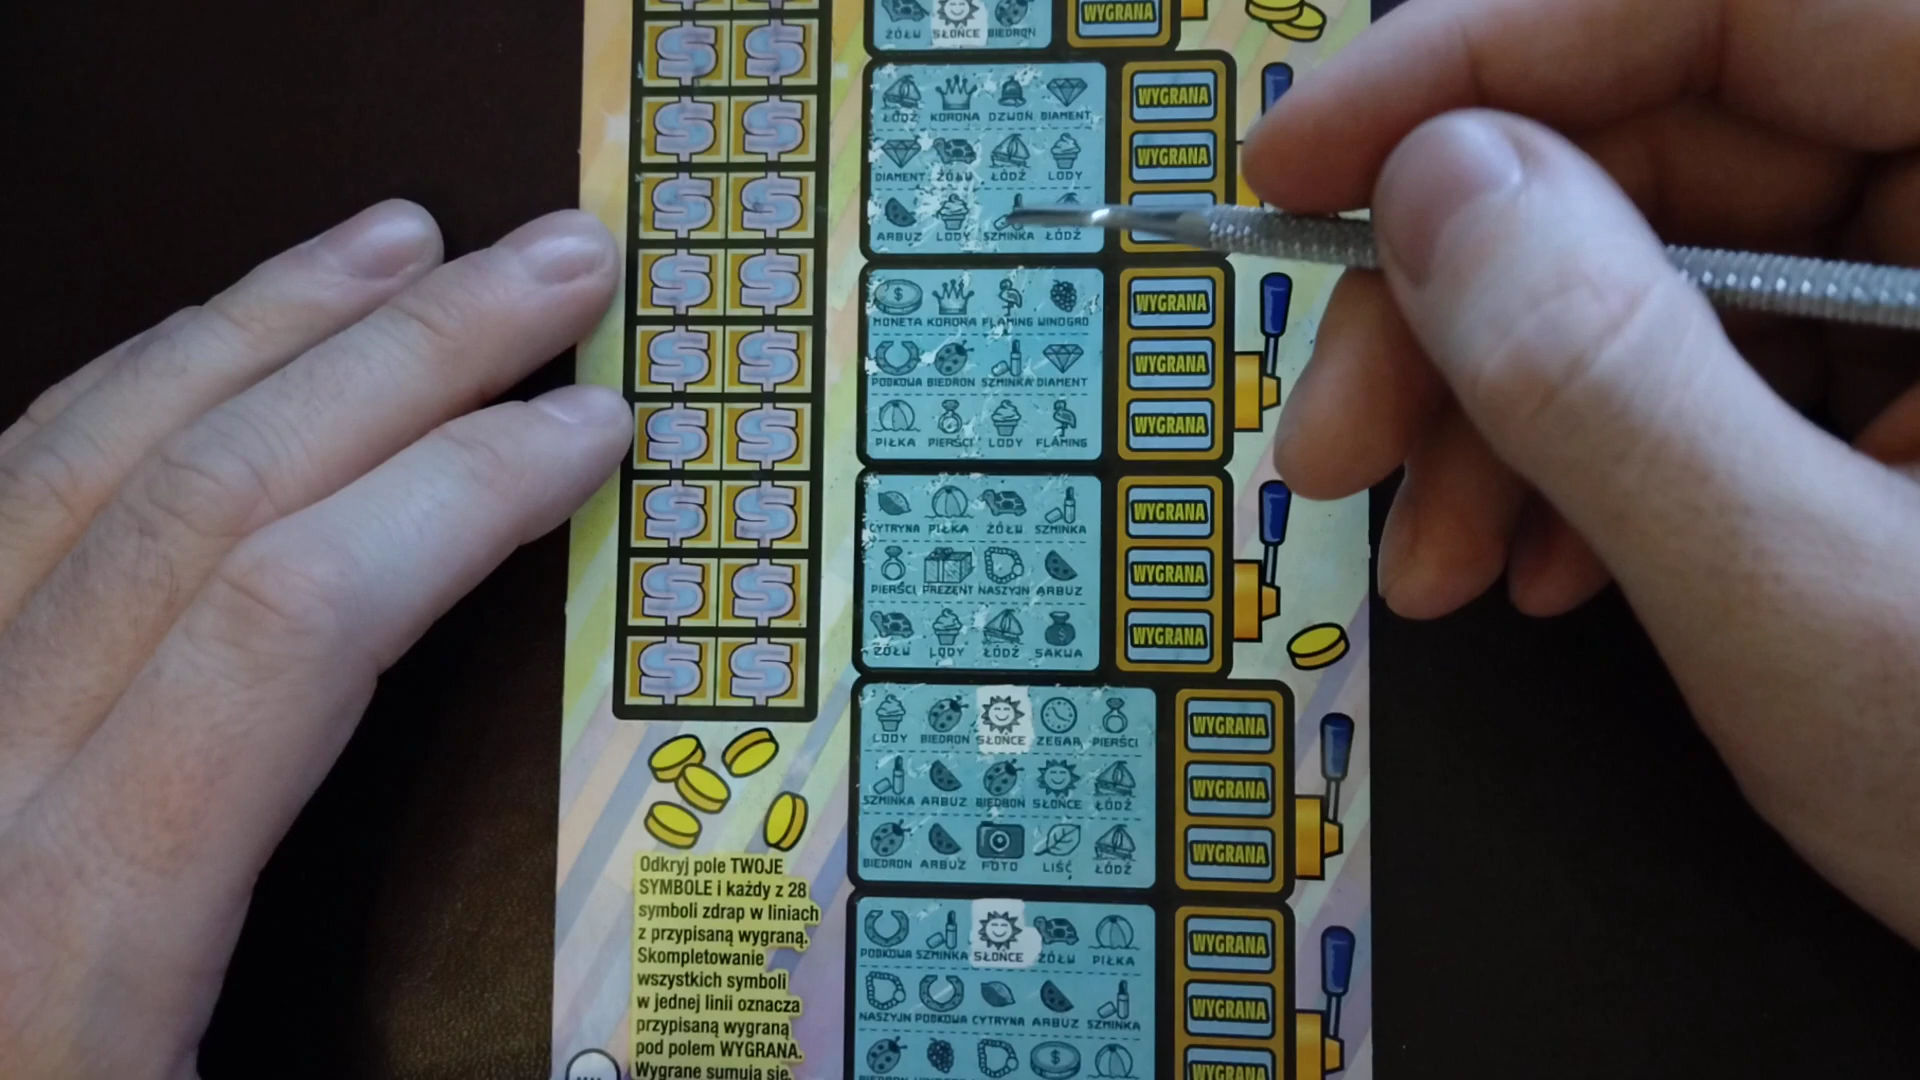 ŻÓŁW SŁOŃCE BIEDRON
WYGRANA
ŁÓDŹ KORONA DZWON DIAMENT
DIAMENT ŻÓŁW ŁÓDŹ LODY
ARBUZ LODY SZMINKA ŁÓDŹ
WYGRANA
WYGRANA
MONETA KORONA FLAMING WINOGRO
PODKOWA BIEDRON SZMINKA DIAMENT
PIŁKA PIERŚCI LODY FLAMING
WYGRANA
WYGRANA
WYGRANA
CYTRYNA PIŁKA ŻÓŁW SZMINKA
PIERŚCI PREZENT NASZYJN ARBUZ
ŻÓŁW LODY ŁÓDŹ SAKWA
WYGRANA
WYGRANA
WYGRANA
LODY BIEDRON SŁOŃCE ZEGAR PIERŚCI
SZMINKA ARBUZ BIEDRON SŁOŃCE ŁÓDŹ
BIEDRON ARBUZ FOTO LIŚĆ ŁÓDŹ
WYGRANA
WYGRANA
WYGRANA
PODKOWA SZMINKA SŁOŃCE ŻÓŁW PIŁKA
NASZYJN PODKOWA CYTRYNA ARBUZ SZMINKA
WYGRANA
WYGRANA
WYGRANA
Odkryj pole TWOJE
SYMBOLE i każdy z 28
symboli zdrap w liniach
z przypisaną wygraną.
Skompletowanie
wszystkich symboli
w jednej linii oznacza
przypisaną wygraną
pod polem WYGRANA.
Wygrane sumują się.